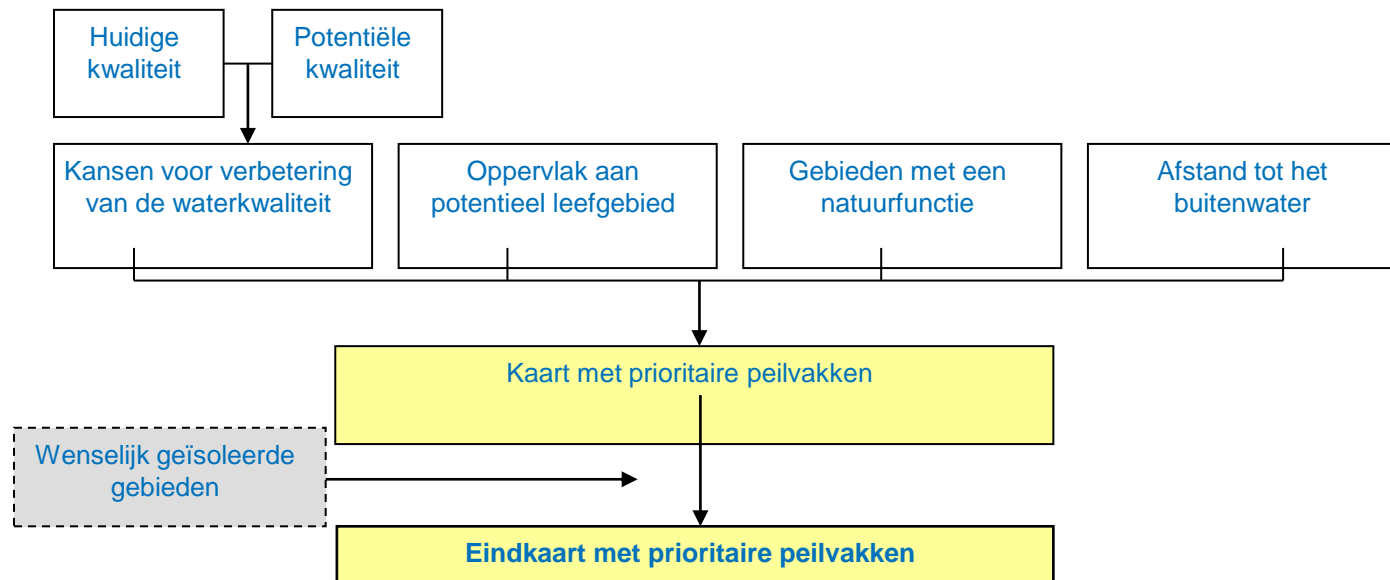 Huidige
kwaliteit
Potentiële
kwaliteit
Kansen voor verbetering
van de waterkwaliteit
Oppervlak aan
potentieel leefgebied
Gebieden met een
natuurfunctie
Afstand tot het
buitenwater
Kaart met prioritaire peilvakken
Wenselijk geïsoleerde
gebieden
Eindkaart met prioritaire peilvakken